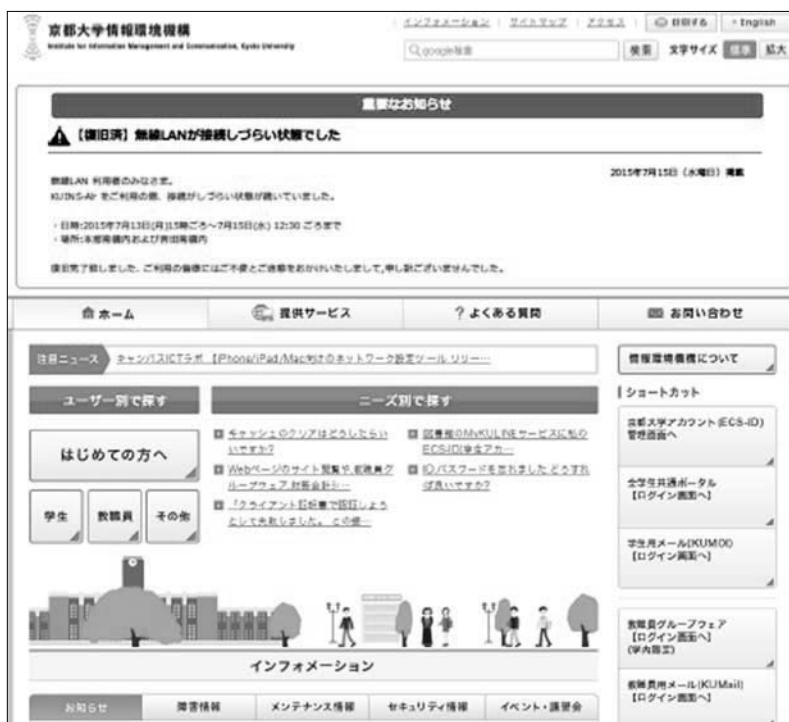 京都大学情報環境機構
Institute for Information Management and Communication, Kyoto University
インフォメーション | サイトマップ | アクセス | 印刷する English
google検索 検索 文字サイズ 標準 拡大
重要なお知らせ
【復旧済】無線LANが接続しづらい状態でした
2015年7月15日（水曜日）掲載
無線LAN 利用者のみなさま。
KUINS-Air をご利用の際、接続がしづらい状態が続いていました。
・日時:2015年7月13日(月)15時ごろ～7月15日(水) 12:30 ごろまで
・場所:本部構内および吉田南構内
復旧完了致しました。ご利用の皆様にはご不便とご迷惑をおかけいたしまして,申し訳ございませんでした。
ホーム 提供サービス ? よくある質問 お問い合わせ
注目ニュース キャンパスICTラボ 【iPhone/iPad/Mac向けのネットワーク設定ツール リリー…
ユーザー別で探す
はじめての方へ
学生 教職員 その他
ニーズ別で探す
キャッシュのクリアはどうしたらい
いですか?
Webページのサイト閲覧や,教職員グ
ループウェア,財務会計シ…
「クライアント証明書で認証しよう
として失敗しました。 この後…
図書館のMyKULINEサービスに私の
ECS-ID(学生アカ…
ID,パスワードを忘れました.どうすれ
ば良いですか?
情報環境機構について
ショートカット
京都大学アカウント(ECS-ID)
管理画面へ
全学生共通ポータル
【ログイン画面へ】
学生用メール(KUMOI)
【ログイン画面へ】
教職員グループウェア
【ログイン画面へ】
(学内限定)
教職員用メール(KUMail)
【ログイン画面へ】
インフォメーション
お知らせ 障害情報 メンテナンス情報 セキュリティ情報 イベント・講習会